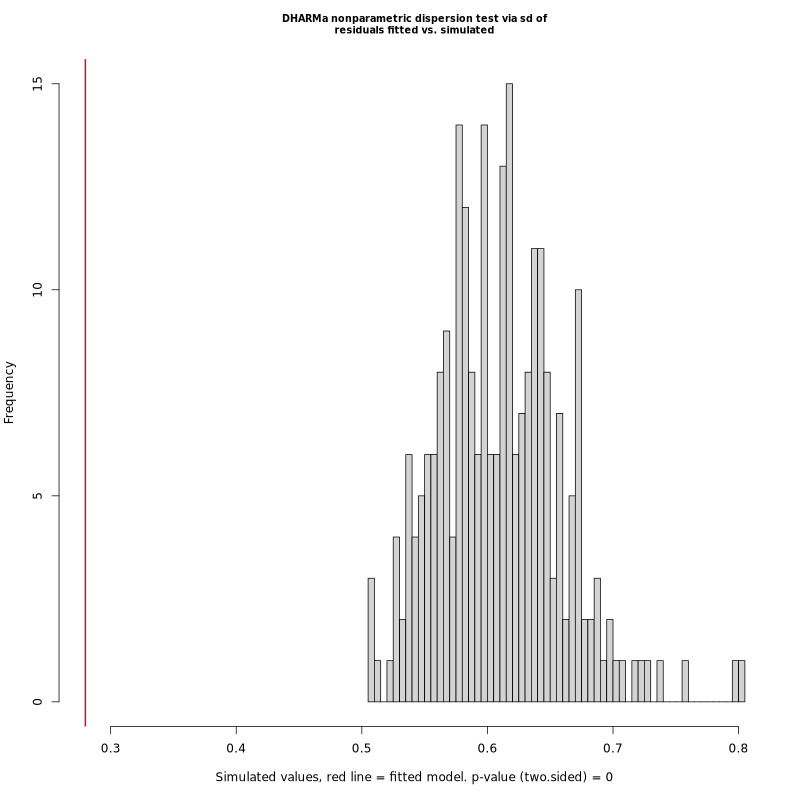 DHARMa nonparametric dispersion test via sd of
residuals fitted vs. simulated
15
10
5
0
Frequency
0.3 0.4 0.5 0.6 0.7 0.8
Simulated values, red line = fitted model. p-value (two.sided) = 0